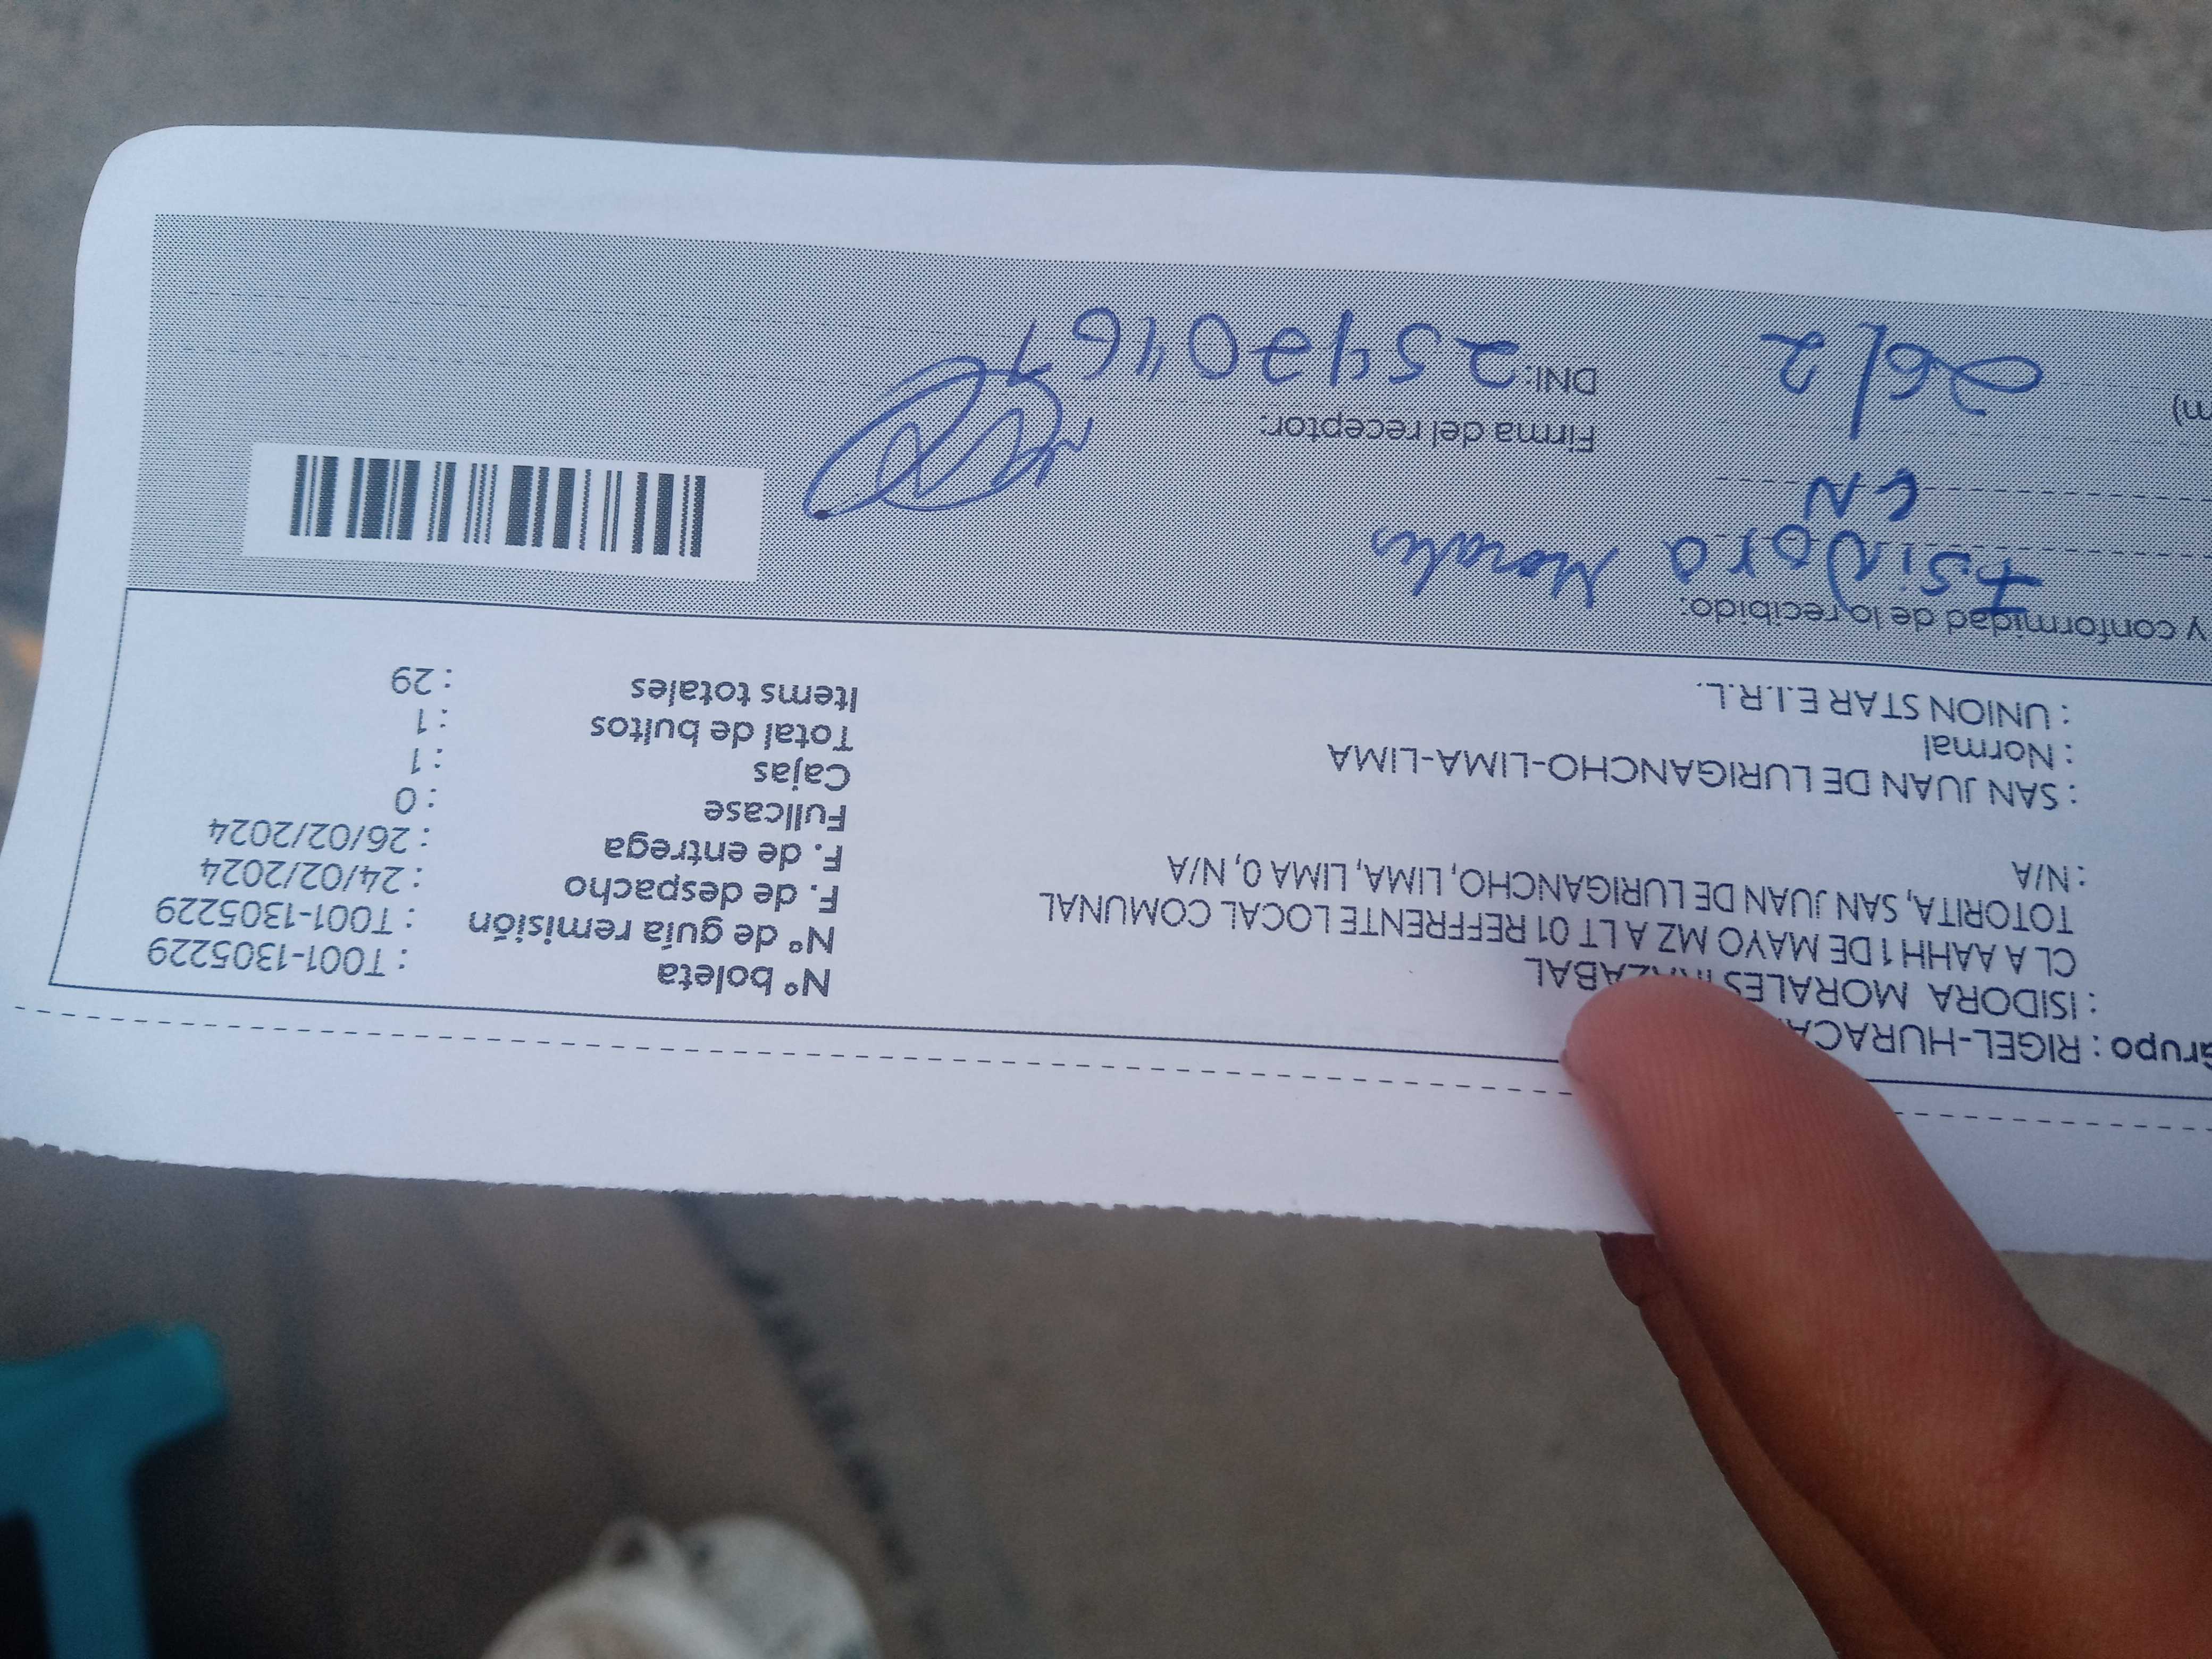 Grupo : RIGEL-HURACA
: ISIDORA MORALES
CL A AAHH 1 DE MAYO MZ A LT 01 REFFRENTE LOCAL COMUNAL
TOTORITA, SAN JUAN DE LURIGANCHO, LIMA, LIMA 0, N/A
: N/A
: SAN JUAN DE LURIGANCHO-LIMA-LIMA
: Normal
: UNION STAR E.I.R.L.
N° boleta : T001-1305229
N° de guía remisión : T001-1305229
F. de despacho : 24/02/2024
F. de entrega : 26/02/2024
Fullcase : 0
Cajas : 1
Total de bultos : 1
Items totales : 29
y conformidad de lo recibido:
Isidora Morales
Firma del receptor:
26/2
DNI: